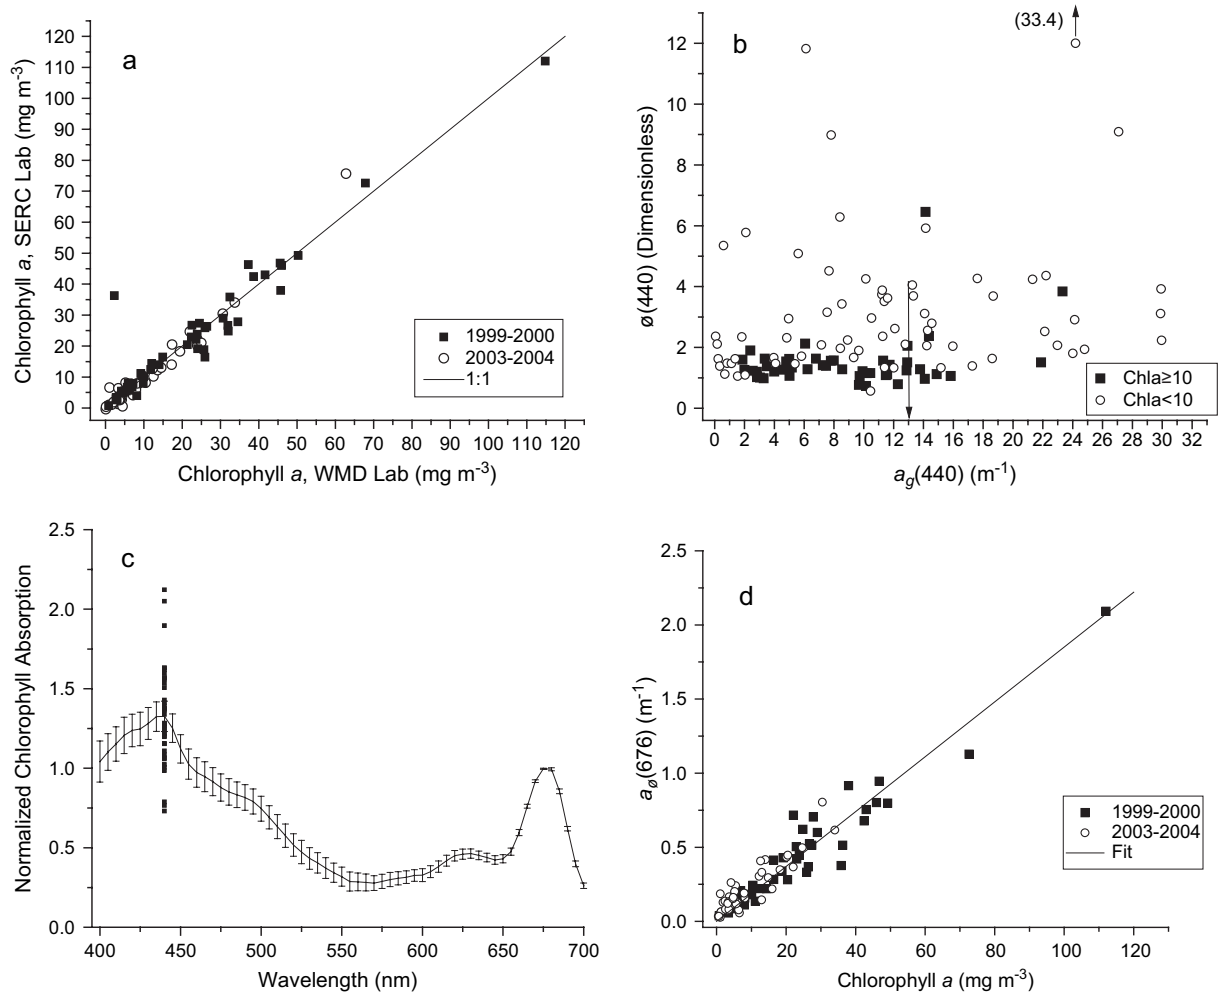 a
Chlorophyll a, SERC Lab (mg m-3)
120
110
100
90
80
70
60
50
40
30
20
10
0
0 10 20 30 40 50 60 70 80 90 100 110 120
Chlorophyll a, WMD Lab (mg m-3)
1999-2000
2003-2004
1:1
b
(33.4)
ø(440) (Dimensionless)
12
10
8
6
4
2
0
0 2 4 6 8 10 12 14 16 18 20 22 24 26 28 30 32
ag(440) (m-1)
Chla≥10
Chla<10
c
Normalized Chlorophyll Absorption
2.5
2.0
1.5
1.0
0.5
0.0
400 450 500 550 600 650 700
Wavelength (nm)
d
aø(676) (m-1)
2.5
2.0
1.5
1.0
0.5
0.0
0 20 40 60 80 100 120
Chlorophyll a (mg m-3)
1999-2000
2003-2004
Fit